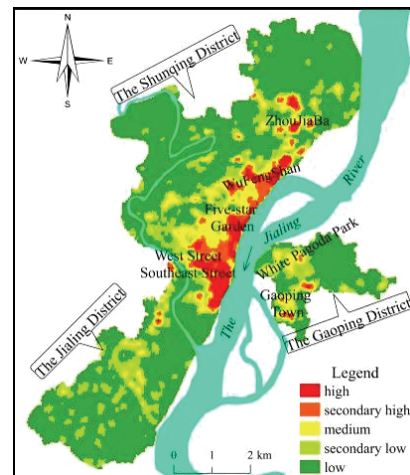 N
W
E
S
The Shunqing District
ZhouJiaBa
WuFengShan
Five-star
Garden
West Street
Southeast Street
The Jialing River
White Pagoda Park
Gaoping
Town
The Gaoping District
The Jialing District
Legend
high
secondary high
medium
secondary low
low
0 1 2 km